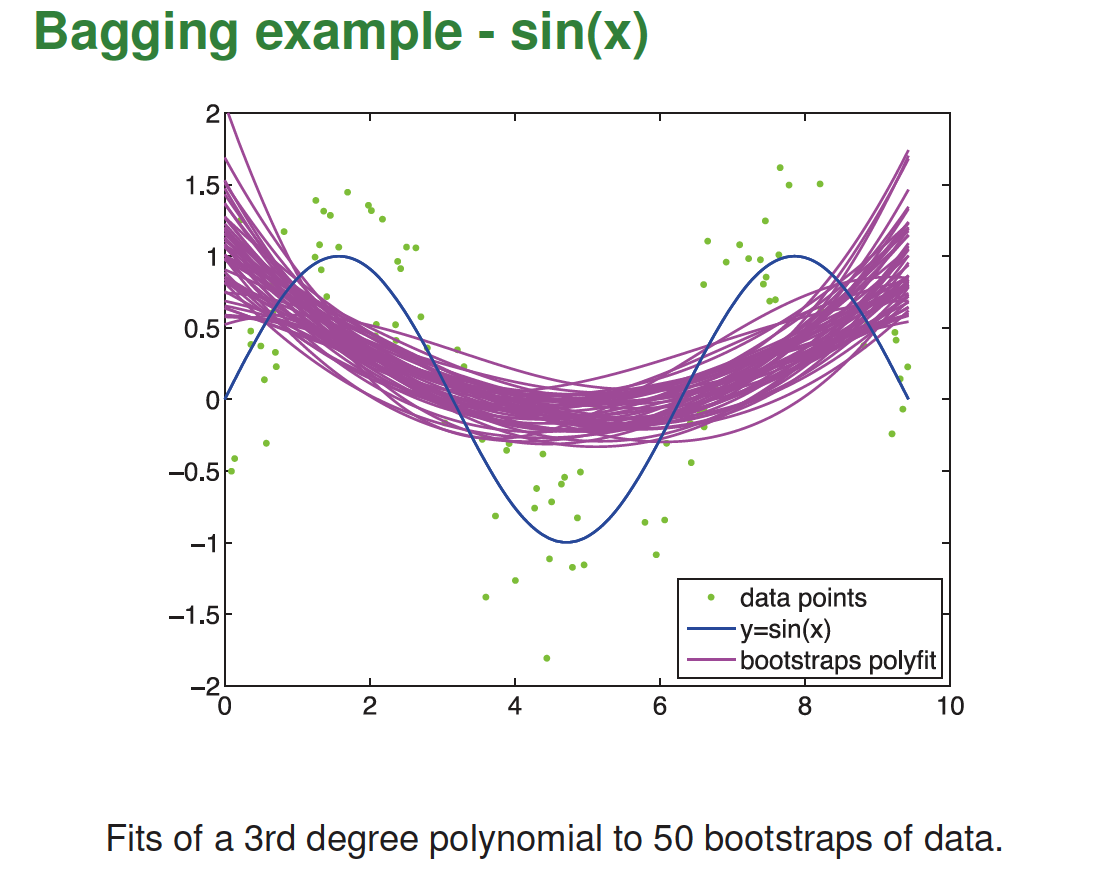 Bagging example - sin(x)
2
1.5
1
0.5
0
−0.5
−1
−1.5
−2
0 2 4 6 8 10
data points
y=sin(x)
bootstraps polyfit
Fits of a 3rd degree polynomial to 50 bootstraps of data.